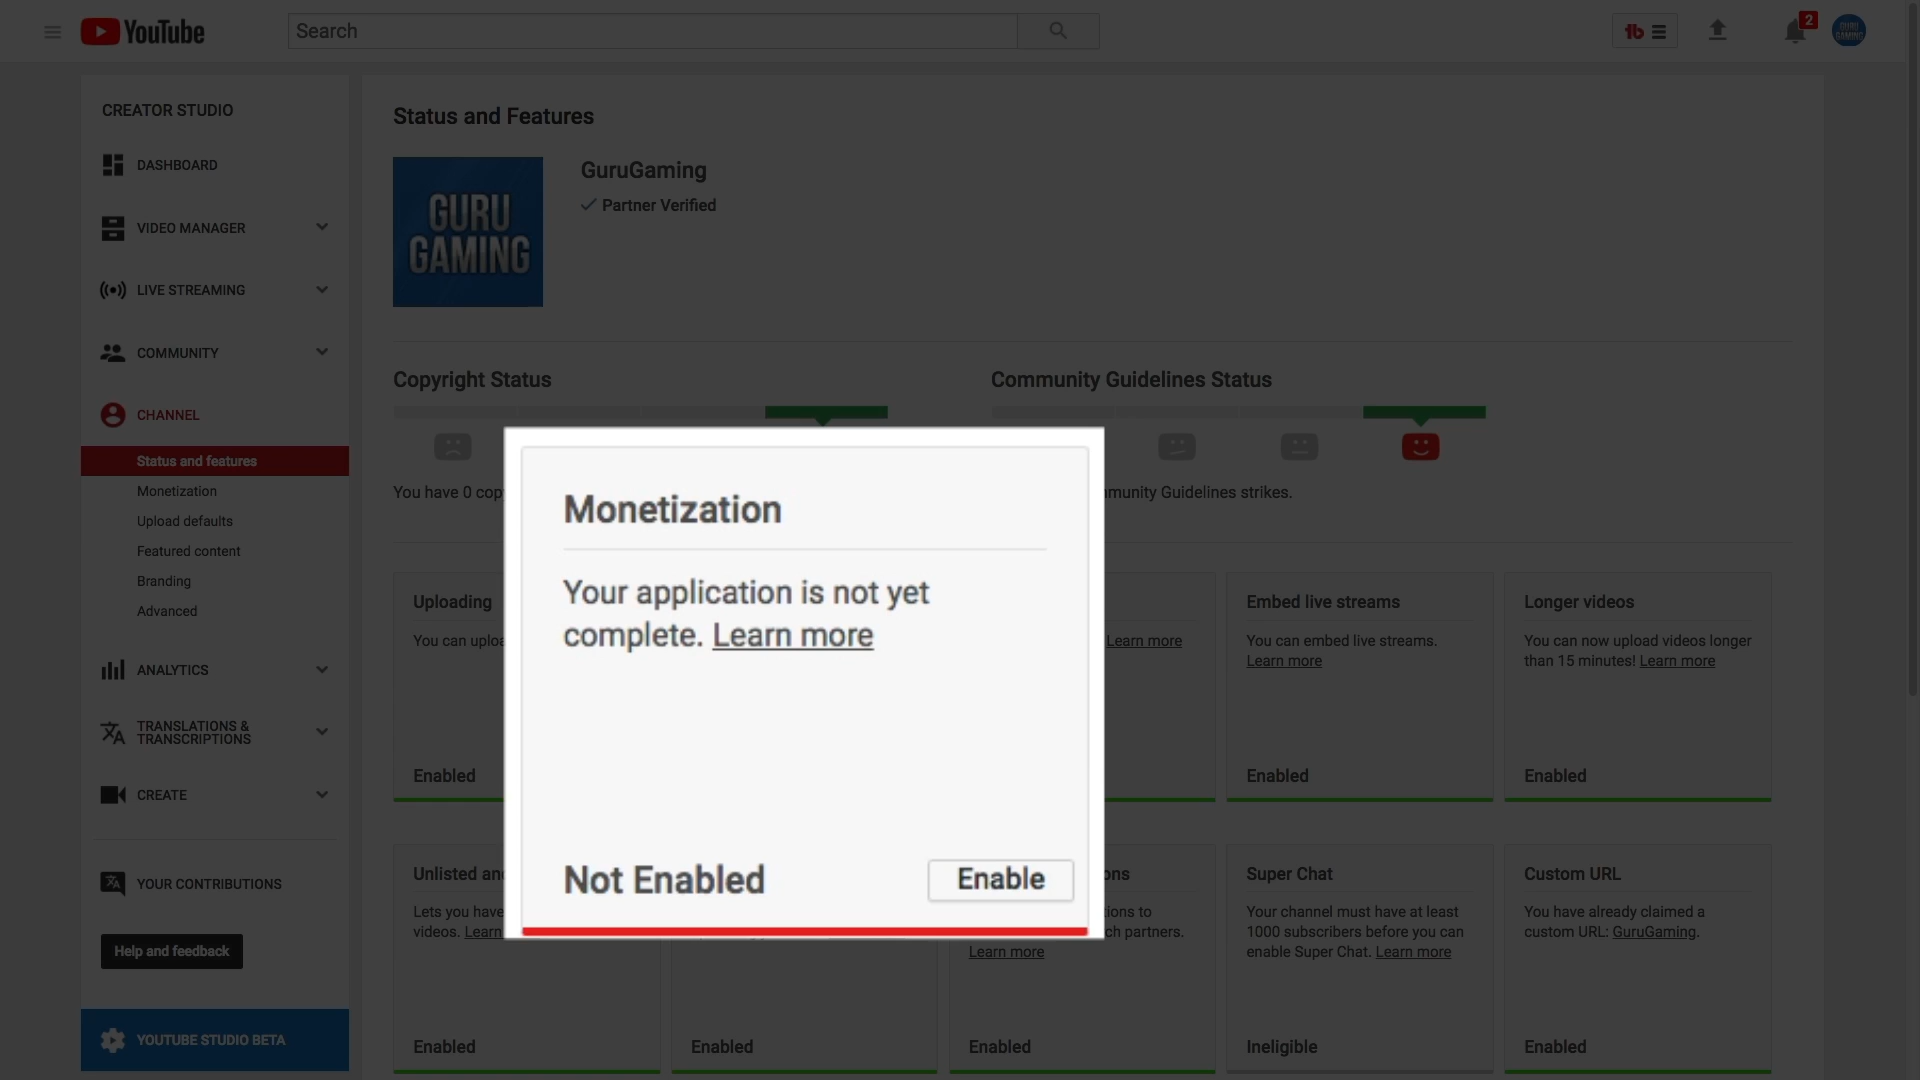 YouTube
Search
2
CREATOR STUDIO
DASHBOARD
VIDEO MANAGER
LIVE STREAMING
COMMUNITY
CHANNEL
Status and features
Monetization
Upload defaults
Featured content
Branding
Advanced
ANALYTICS
TRANSLATIONS &
TRANSCRIPTIONS
CREATE
YOUR CONTRIBUTIONS
Help and feedback
YOUTUBE STUDIO BETA
Status and Features
GURU
GAMING
GuruGaming
Partner Verified
Copyright Status
You have 0
Community Guidelines Status
Guidelines strikes.
Monetization
Your application is not yet
complete. Learn more
Not Enabled
Enable
Uploading
You can
Enabled
Learn more
Embed live streams
You can embed live streams.
Learn more
Enabled
Longer videos
You can now upload videos longer
than 15 minutes! Learn more
Enabled
Unlisted
Lets you have
videos. Learn
Enabled
Enabled
to
partners.
Learn more
Enabled
Super Chat
Your channel must have at least
1000 subscribers before you can
enable Super Chat. Learn more
Ineligible
Custom URL
You have already claimed a
custom URL: GuruGaming.
Enabled